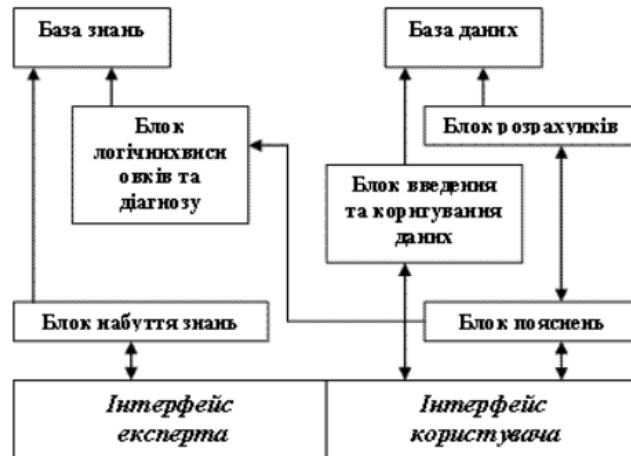 База знань
База даних
Блок
логічнихвисн
овків та
діагнозу
Блок розрахунків
Блок введення
та коригування
даних
Блок набуття знань
Блок пояснень
Інтерфейс
експерта
Інтерфейс
користувача